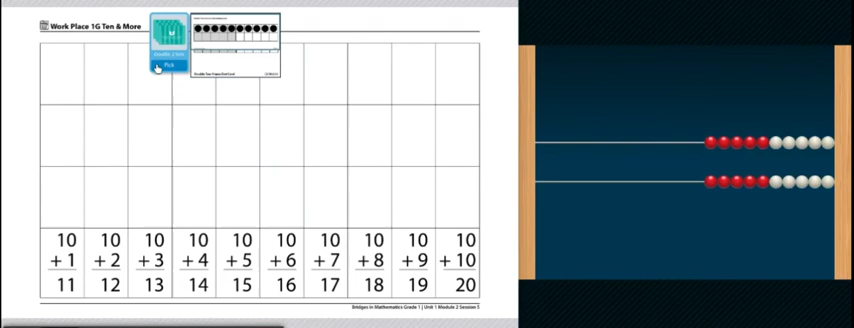 Work Place 1G Ten & More
Pick
10 10 10 10 10 10 10 10 10 10
+ 1 + 2 + 3 + 4 + 5 + 6 + 7 + 8 + 9 + 10
11 12 13 14 15 16 17 18 19 20
Bridges in Mathematics Grade 1 | Unit 1 Module 2 Session 5